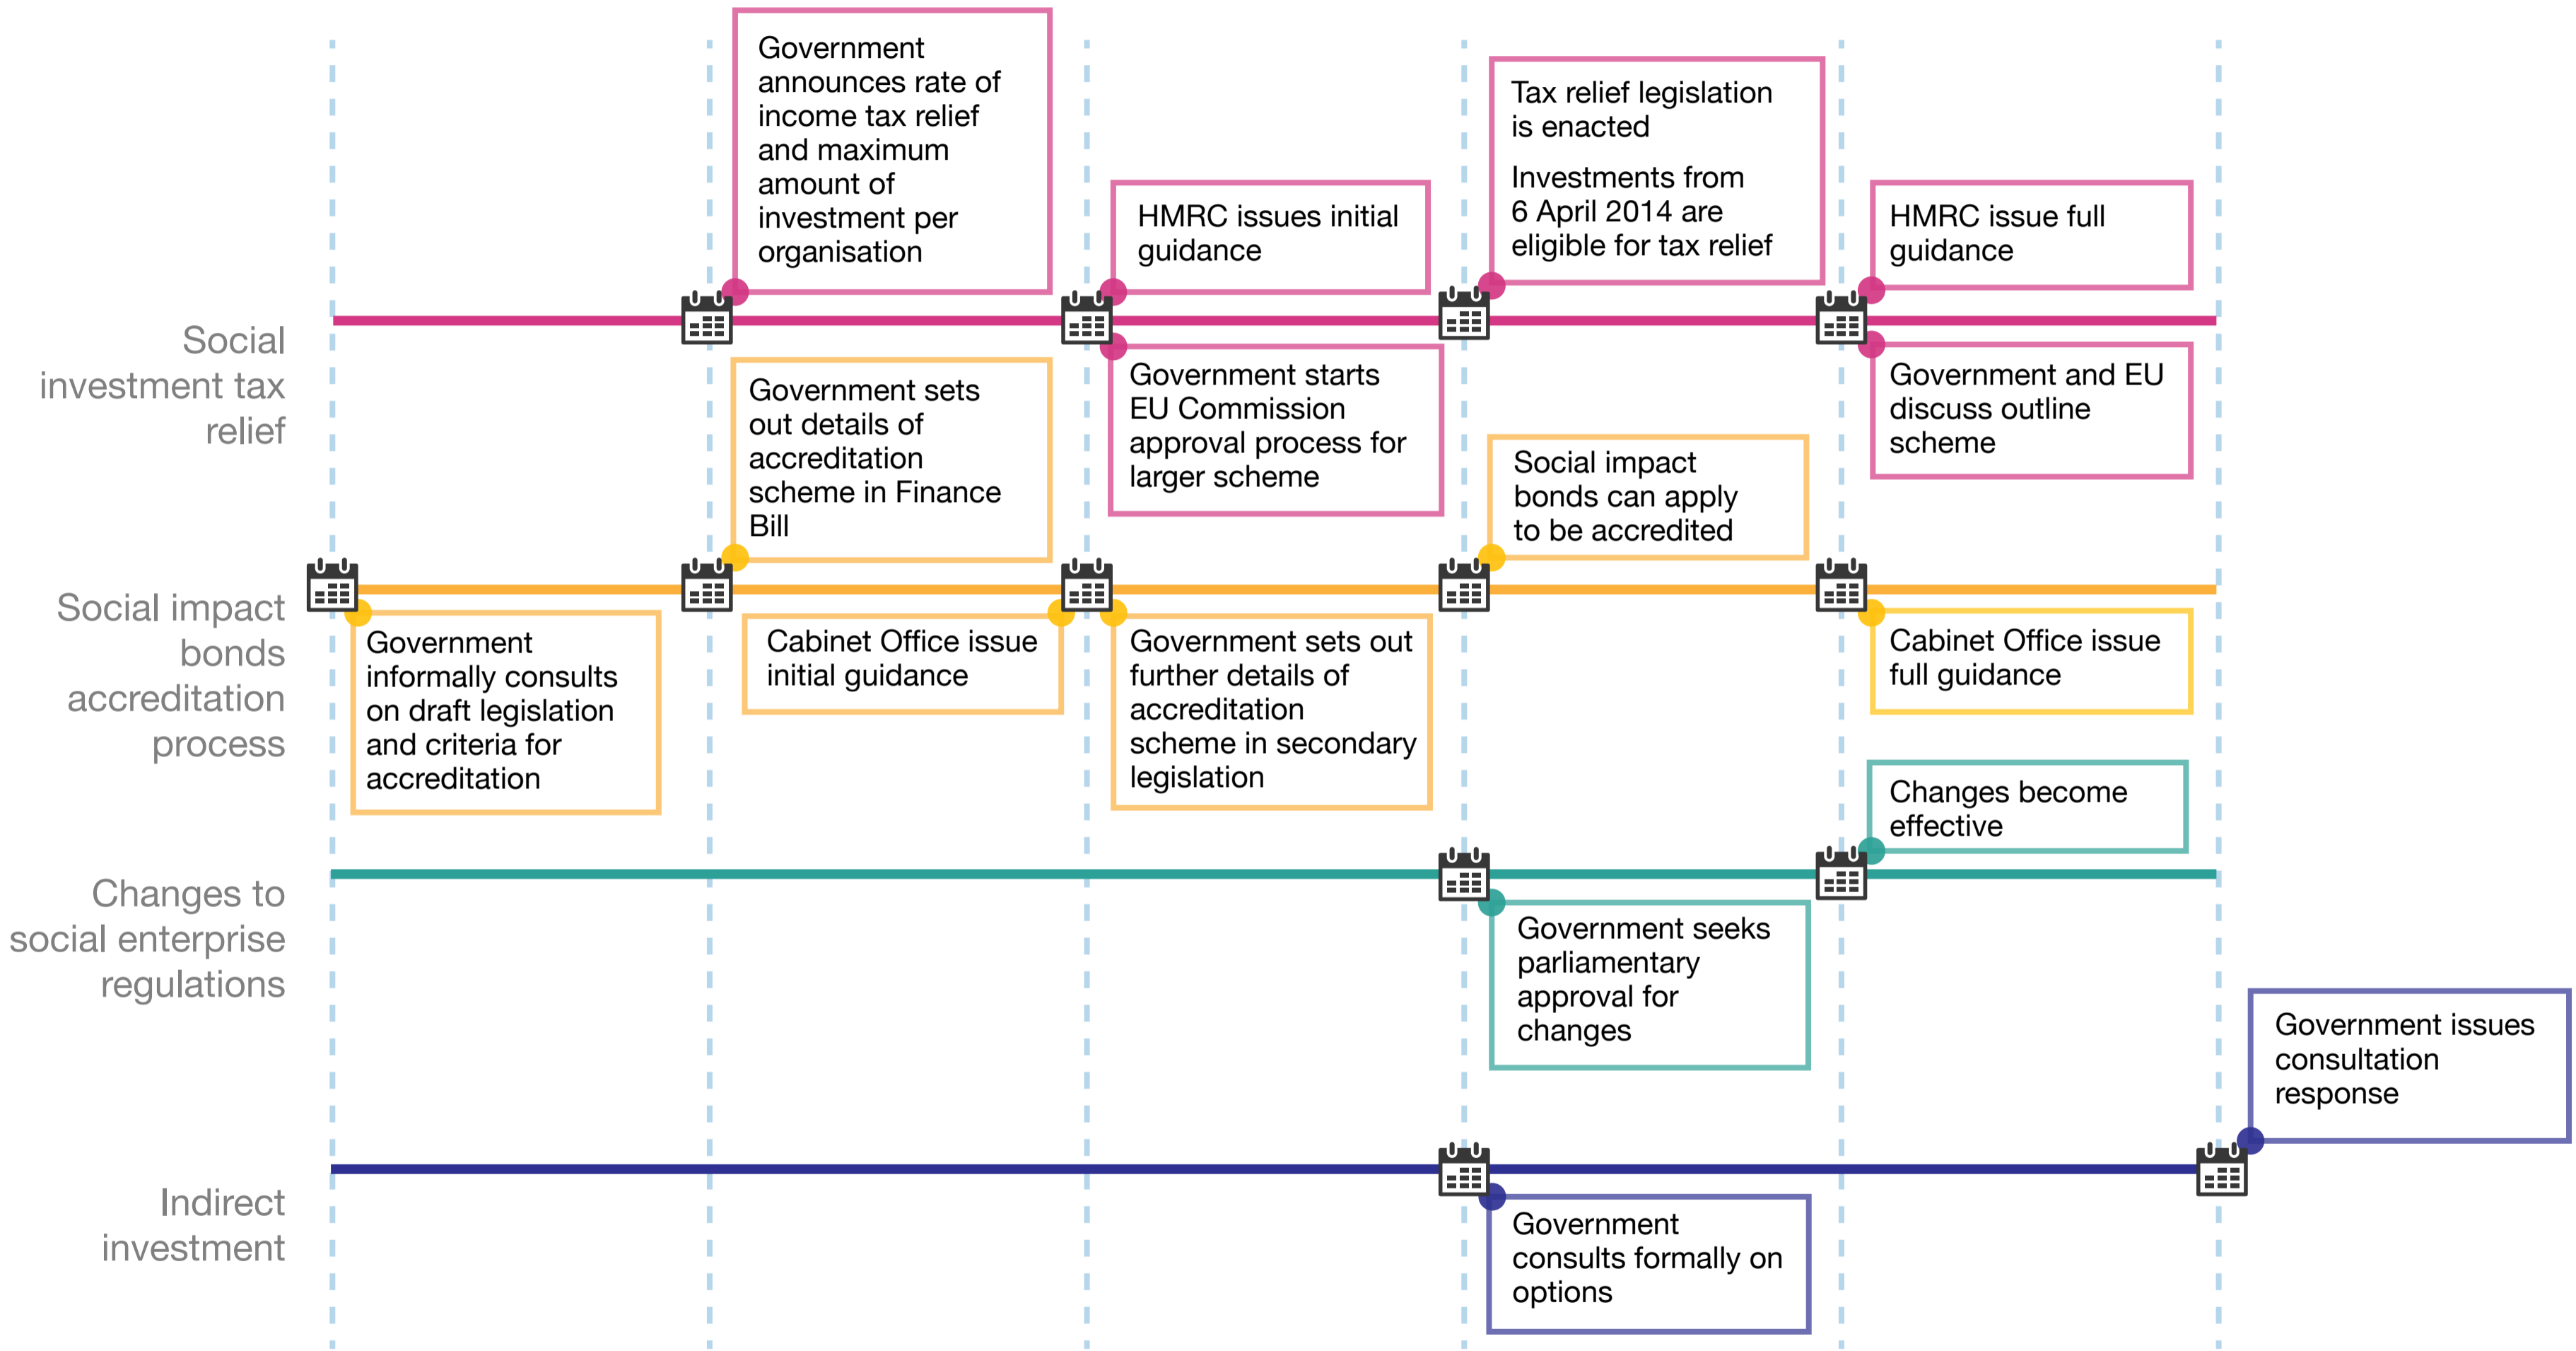 Social
investment tax
relief
Government
announces rate of
income tax relief
and maximum
amount of
investment per
organisation
HMRC issues initial
guidance
Government starts
EU Commission
approval process for
larger scheme
Tax relief legislation
is enacted
Investments from
6 April 2014 are
eligible for tax relief
HMRC issue full
guidance
Government and EU
discuss outline
scheme
Social impact
bonds
accreditation
process
Government
informally consults
on draft legislation
and criteria for
accreditation
Government sets
out details of
accreditation
scheme in Finance
Bill
Cabinet Office issue
initial guidance
Government sets out
further details of
accreditation
scheme in secondary
legislation
Social impact
bonds can apply
to be accredited
Cabinet Office issue
full guidance
Changes to
social enterprise
regulations
Government seeks
parliamentary
approval for
changes
Changes become
effective
Indirect
investment
Government
consults formally on
options
Government issues
consultation
response